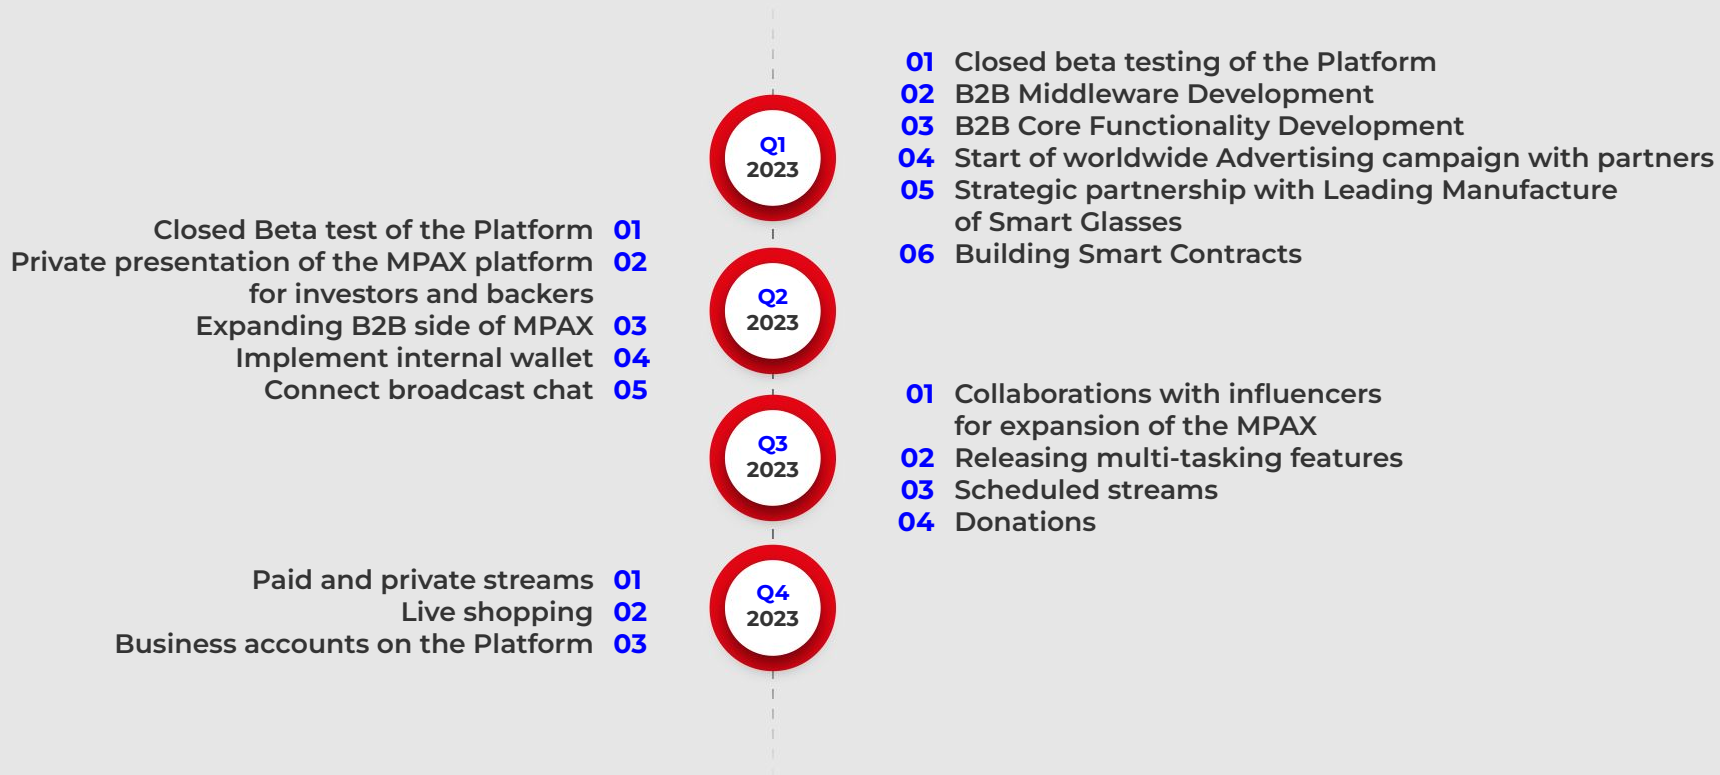 Q1
2023
01 Closed beta testing of the Platform
02 B2B Middleware Development
03 B2B Core Functionality Development
04 Start of worldwide Advertising campaign with partners
05 Strategic partnership with Leading Manufacture
of Smart Glasses
06 Building Smart Contracts
Q2
2023
Closed Beta test of the Platform 01
Private presentation of the MPAX platform 02
for investors and backers
Expanding B2B side of MPAX 03
Implement internal wallet 04
Connect broadcast chat 05
Q3
2023
01 Collaborations with influencers
for expansion of the MPAX
02 Releasing multi-tasking features
03 Scheduled streams
04 Donations
Q4
2023
Paid and private streams 01
Live shopping 02
Business accounts on the Platform 03